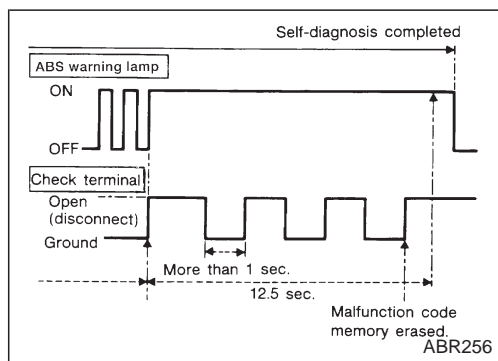 Self-diagnosis completed
ABS warning lamp
ON
OFF
Check terminal
Open
(disconnect)
Ground
More than 1 sec.
12.5 sec.
Malfunction code
memory erased.
ABR256